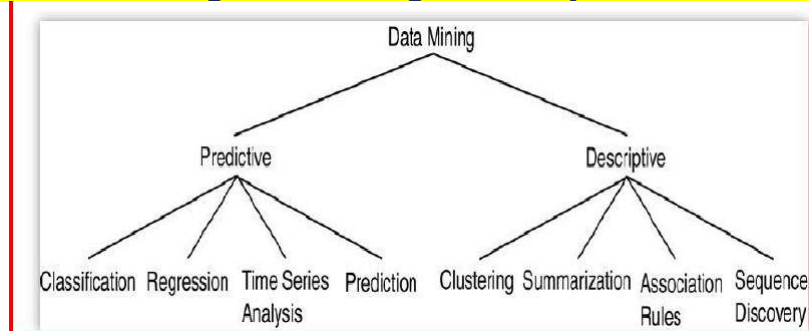 Data Mining
Predictive Descriptive
Classification Regression Time Series Analysis Prediction Clustering Summarization Association Rules Sequence Discovery